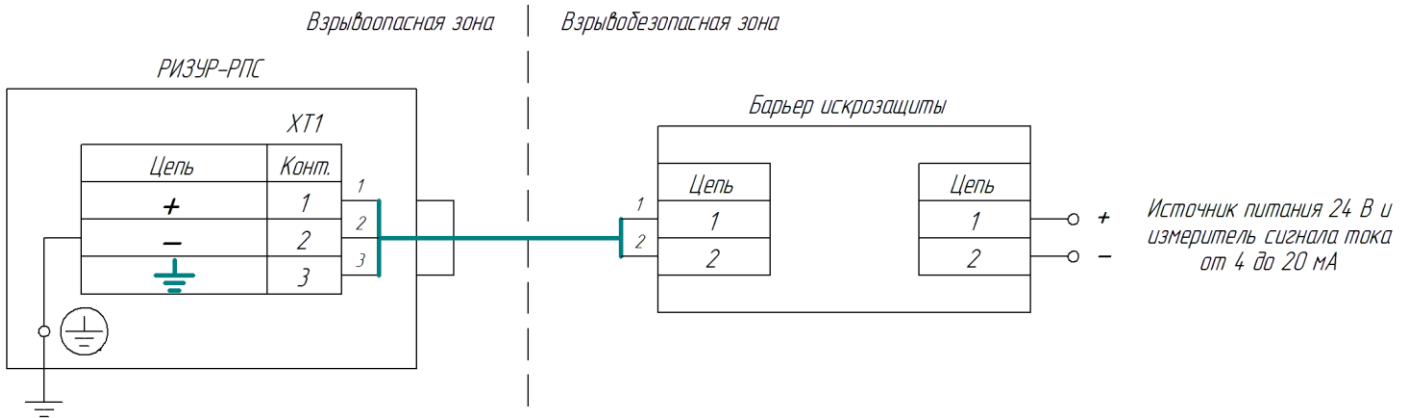 Взрывоопасная зона
Взрывобезопасная зона
РИЗУР-РПС
XT1
Цепь Конт.
+ 1
- 2
3
1
2
3
Барьер искрозащиты
1
2
Цепь
1
2
Цепь
1
2
+
-
Источник питания 24 В и
измеритель сигнала тока
от 4 до 20 мА